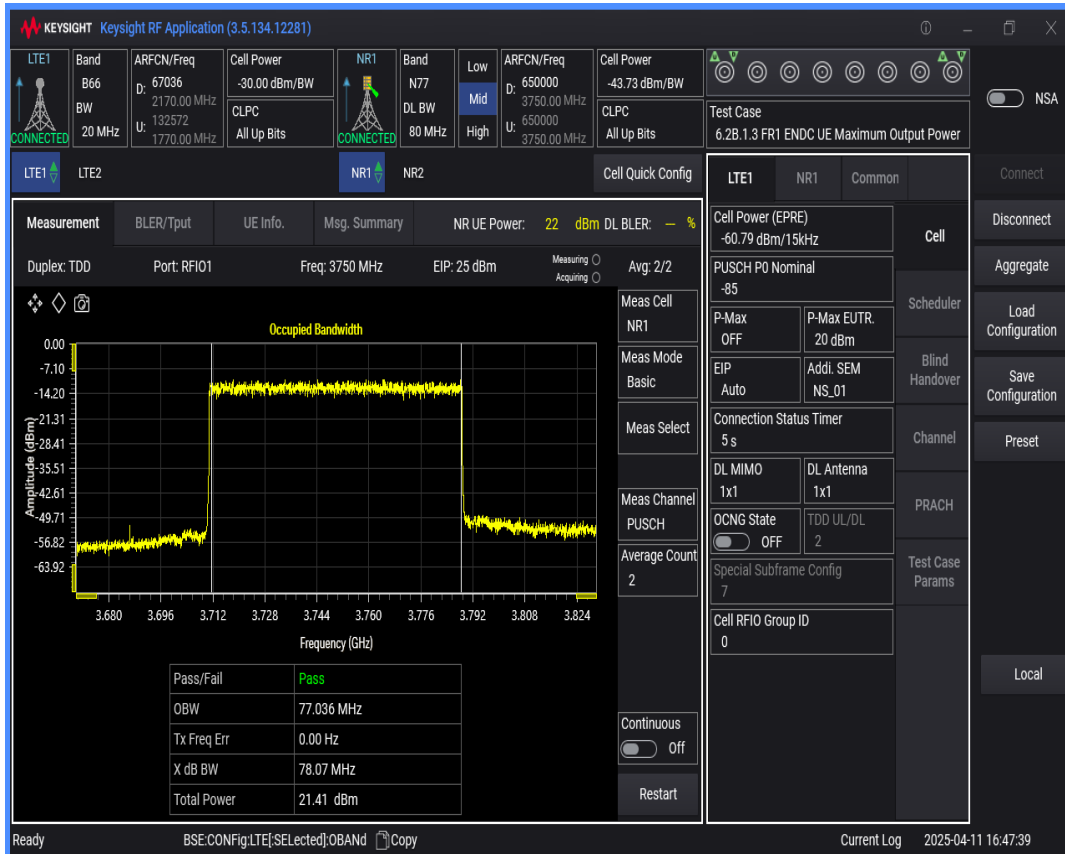 KEYSIGHT Keysight RF Application (3.5.134.12281)
LTE1
CONNECTED
Band
B66
BW
20 MHz
ARFCN/Freq
D: 67036
2170.00 MHz
U: 132572
1770.00 MHz
Cell Power
-30.00 dBm/BW
CLPC
All Up Bits
NR1
CONNECTED
Band
N77
DL BW
80 MHz
Low
Mid
High
ARFCN/Freq
D: 650000
3750.00 MHz
U: 650000
3750.00 MHz
Cell Power
-43.73 dBm/BW
CLPC
All Up Bits
Test Case
6.2B.1.3 FR1 ENDC UE Maximum Output Power
NSA
LTE1 LTE2
NR1 NR2
Cell Quick Config
Measurement BLER/Tput UE Info. Msg. Summary NR UE Power: 22 dBm DL BLER: — %
Duplex: TDD Port: RFIO1 Freq: 3750 MHz EIP: 25 dBm Measuring Acquiring Avg: 2/2
Occupied Bandwidth
Amplitude (dBm)
0.00
-7.10
-14.20
-21.31
-28.41
-35.51
-42.61
-49.71
-56.82
-63.92
3.680 3.696 3.712 3.728 3.744 3.760 3.776 3.792 3.808 3.824
Frequency (GHz)
Pass/Fail Pass
OBW 77.036 MHz
Tx Freq Err 0.00 Hz
X dB BW 78.07 MHz
Total Power 21.41 dBm
Meas Cell
NR1
Meas Mode
Basic
Meas Select
Meas Channel
PUSCH
Average Count
2
Continuous
Off
Restart
LTE1 NR1 Common
Cell Power (EPRE)
-60.79 dBm/15kHz
PUSCH P0 Nominal
-85
P-Max
OFF
P-Max EUTR.
20 dBm
EIP
Auto
Addi. SEM
NS_01
Connection Status Timer
5 s
DL MIMO
1x1
DL Antenna
1x1
OCNG State
OFF
TDD UL/DL
2
Special Subframe Config
7
Cell RFIO Group ID
0
Cell
Scheduler
Blind
Handover
Channel
PRACH
Test Case
Params
Connect
Disconnect
Aggregate
Load
Configuration
Save
Configuration
Preset
Local
Ready BSE:CONFig:LTE[:SELected]:OBANd Copy Current Log 2025-04-11 16:47:39